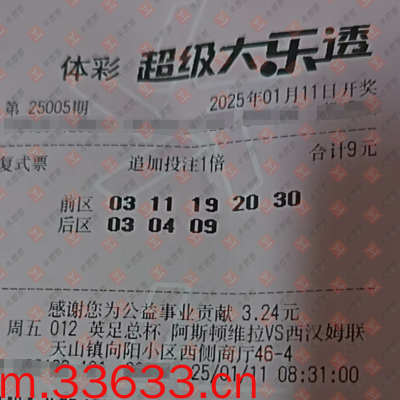 体彩 超级大乐透
第 25005期 2025年01月11日开奖
复式票 追加投注1倍 合计9元
前区 03 11 19 20 30
后区 03 04 09
感谢您为公益事业贡献 3.24元
周五 012 英足总杯 阿斯顿维拉VS西汉姆联
天山镇向阳小区西侧商厅46-4
25/01/11 08:31:00
m.33633.cn